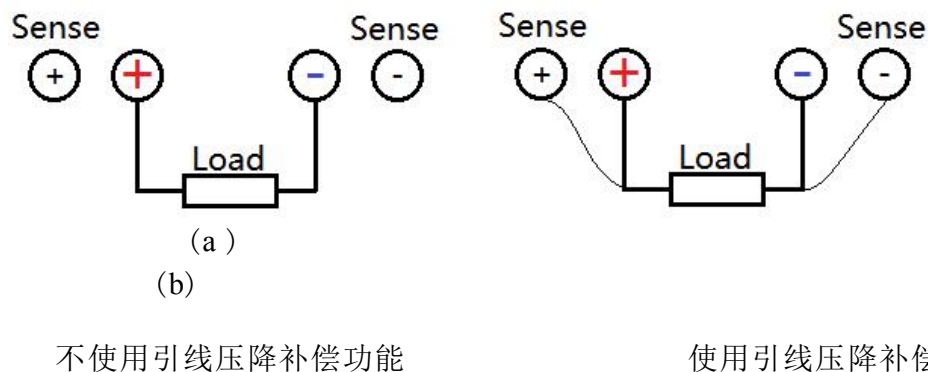 Sense Sense Sense Sense
+ + - - + + - -
Load Load
（a ）
（b）
不使用引线压降补偿功能 使用引线压降补偿